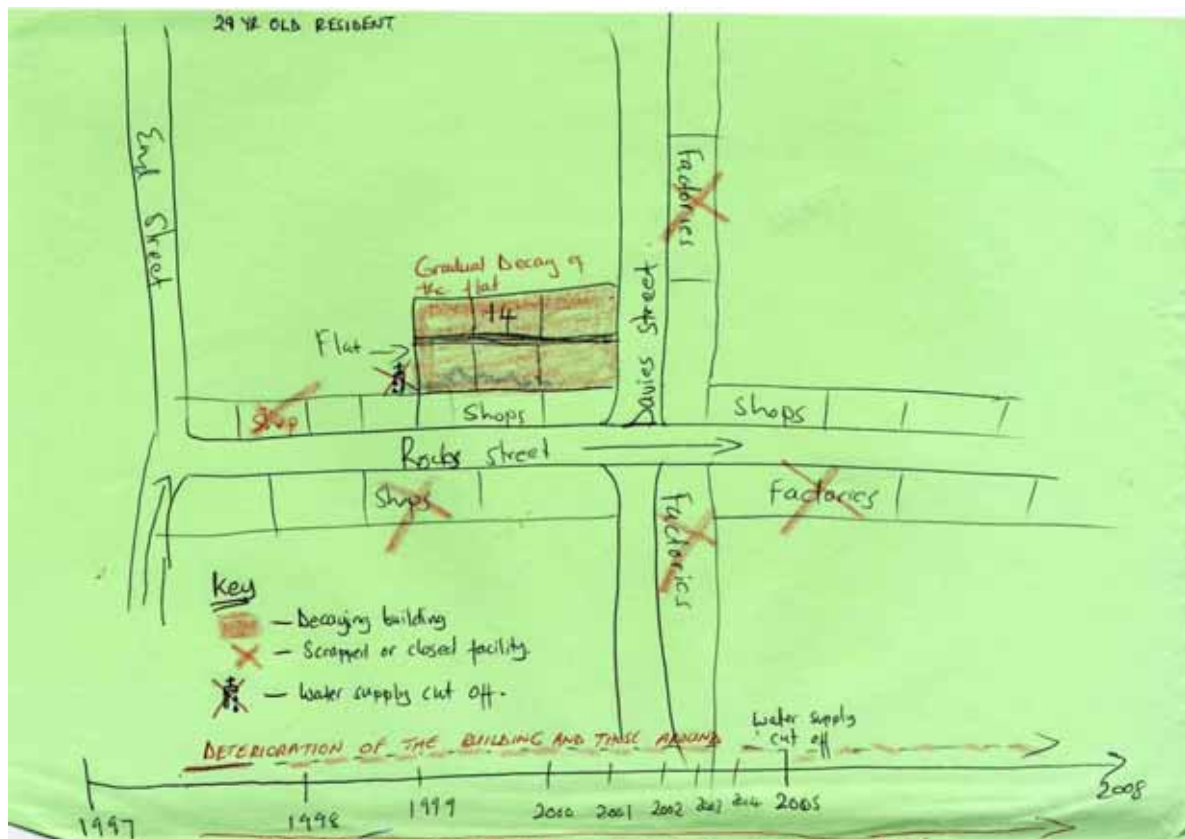 29 YR OLD RESIDENT
End Street
Factories
Gradual Decay of
the flat
14
Flat
Davies Street.
Shop
Shops
Shops
Street
Shops
Factories
Factories
Key
- Decaying building
- Scrapped or closed facility.
- Water supply cut off.
Water supply
cut off
DETERIORATION OF THE BUILDING AND THOSE AROUND
1997
1998
1999
2000
2001
2002
2003
2004
2005
2008